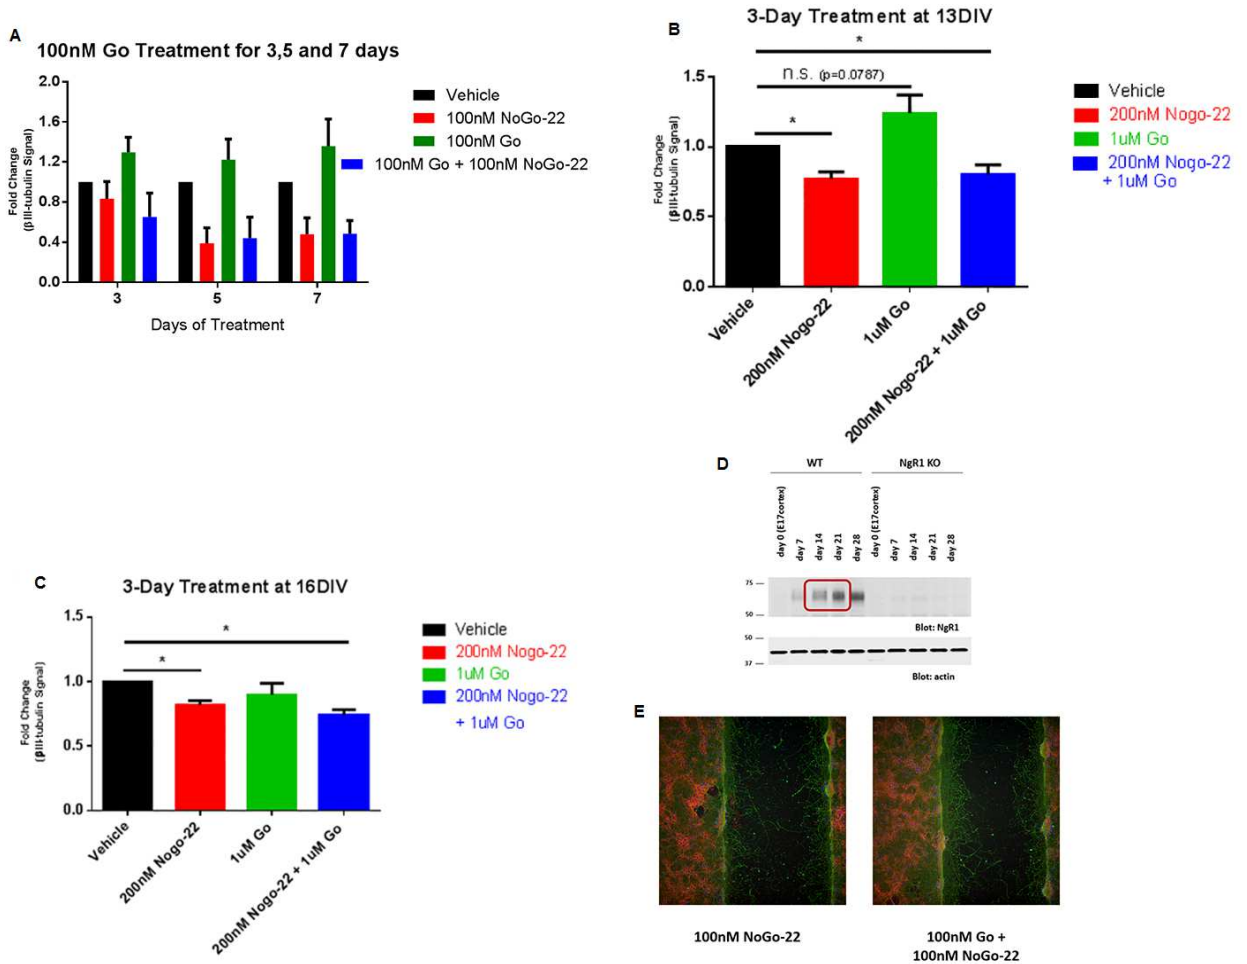 A
100nM Go Treatment for 3,5 and 7 days
2.0
1.6
1.2
0.8
0.4
0.0
Fold Change
(βIII-tubulin Signal)
3
5
7
Days of Treatment
Vehicle
100nM NoGo-22
100nM Go
100nM Go + 100nM NoGo-22
B
3-Day Treatment at 13DIV
*
n.s. (p=0.0787)
*
1.5
1.0
0.5
0.0
Fold Change
(βIII-tubulin Signal)
Vehicle
200nM Nogo-22
1uM Go
200nM Nogo-22 + 1uM Go
Vehicle
200nM Nogo-22
1uM Go
200nM Nogo-22
+ 1uM Go
C
3-Day Treatment at 16DIV
*
*
1.5
1.0
0.5
0.0
Fold Change
(βIII-tubulin Signal)
Vehicle
200nM Nogo-22
1uM Go
200nM Nogo-22 + 1uM Go
Vehicle
200nM Nogo-22
1uM Go
200nM Nogo-22
+ 1uM Go
D
WT
NgR1 KO
day 0 (E17cortex)
day 7
day 14
day 21
day 28
day 0 (E17cortex)
day 7
day 14
day 21
day 28
75
50
Blot: NgR1
50
37
Blot: actin
E
100nM NoGo-22
100nM Go +
100nM NoGo-22